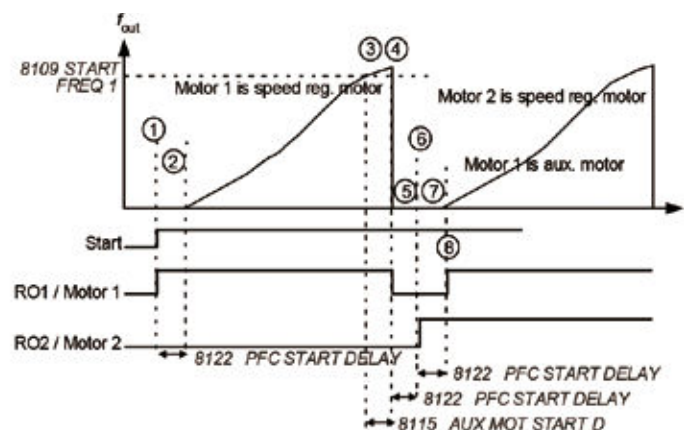 fout
8109 START
FREQ 1
3 4
Motor 1 is speed reg. motor
Motor 2 is speed reg. motor
1
6
2
Motor 1 is aux. motor
5 7
Start
8
RO1 / Motor 1
RO2 / Motor 2
8122 PFC START DELAY
8122 PFC START DELAY
8122 PFC START DELAY
8115 AUX MOT START D